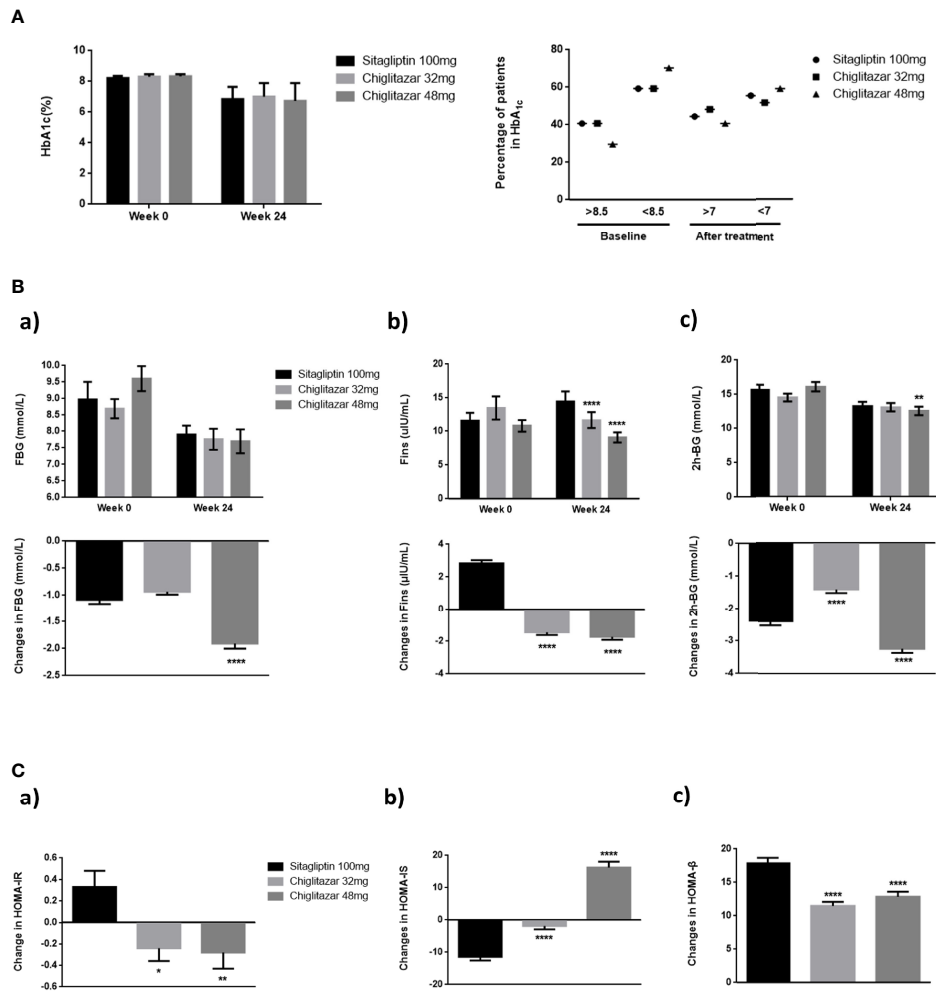 A
HbA1c(%)
10
8
6
4
2
0
Week 0
Week 24
Sitagliptin 100mg
Chiglitazar 32mg
Chiglitazar 48mg
Percentage of patients
in HbA1c
80
60
40
20
0
>8.5
<8.5
>7
<7
Baseline
After treatment
Sitagliptin 100mg
Chiglitazar 32mg
Chiglitazar 48mg
B
a)
FBG (mmol/L)
10.0
9.5
9.0
8.5
8.0
7.5
7.0
6.5
6.0
Week 0
Week 24
Sitagliptin 100mg
Chiglitazar 32mg
Chiglitazar 48mg
Changes in FBG (mmol/L)
0.0
-0.5
-1.0
-1.5
-2.0
-2.5
****
b)
Fins (uIU/mL)
20
15
10
5
0
****
****
Week 0
Week 24
Changes in Fins (µIU/mL)
4
2
0
-2
-4
****
****
c)
2h-BG (mmol/L)
20
15
10
5
0
**
Week 0
Week 24
Changes in 2h-BG (mmol/L)
0
-1
-2
-3
-4
****
****
C
a)
Change in HOMA-IR
0.6
0.4
0.2
0.0
-0.2
-0.4
-0.6
*
**
Sitagliptin 100mg
Chiglitazar 32mg
Chiglitazar 48mg
b)
Changes in HOMA-IS
20
10
0
-10
-20
****
****
c)
Changes in HOMA-β
20
15
10
5
0
****
****